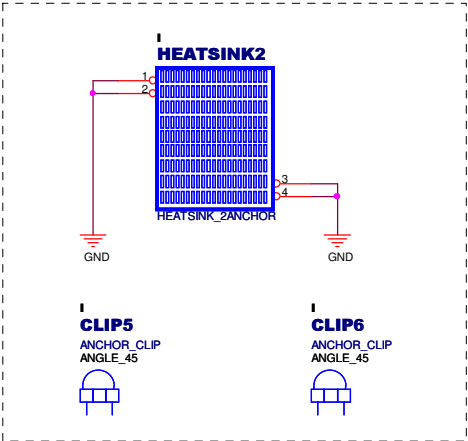 HEATSINK2
1
2
3
4
HEATSINK_2ANCHOR
GND
GND
CLIP5
ANCHOR_CLIP
ANGLE_45
CLIP6
ANCHOR_CLIP
ANGLE_45